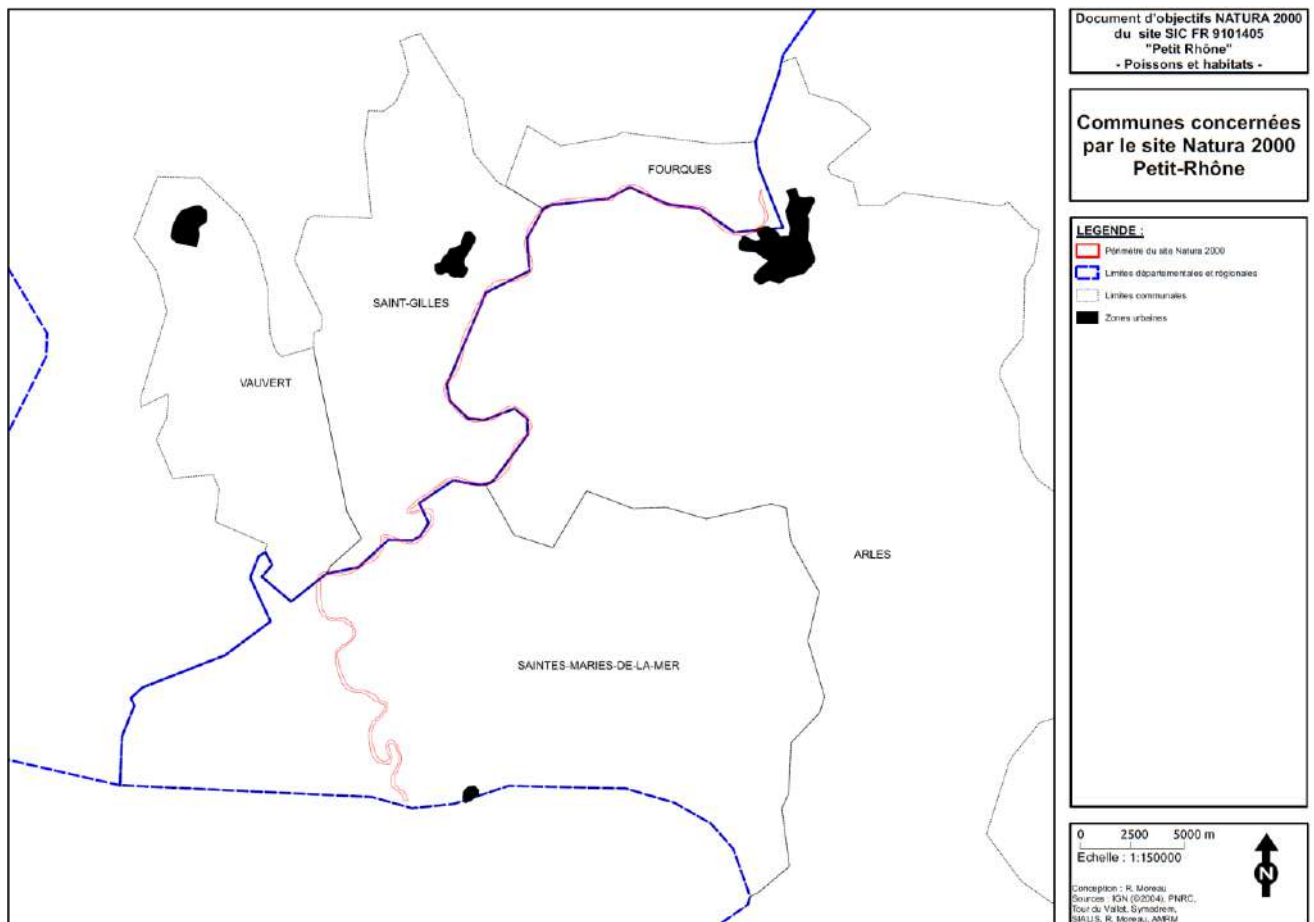 Document d'objectifs NATURA 2000
du site SIC FR 9101405
"Petit Rhône"
- Poissons et habitats -
Communes concernées
par le site Natura 2000
Petit-Rhône
LEGENDE :
Périmètre du site Natura 2000
Limites départementales et régionales
Limites communales
Zones urbaines
FOURQUES
SAINT-GILLES
VAUVERT
ARLES
SAINTES-MARIES-DE-LA-MER
0 2500 5000 m
Echelle : 1:150000
N
Conception : R. Moreau
Sources : IGN (©2004), PNRC,
Tour du Valat, Symadrem,
SIALIS, R. Moreau, AMRM